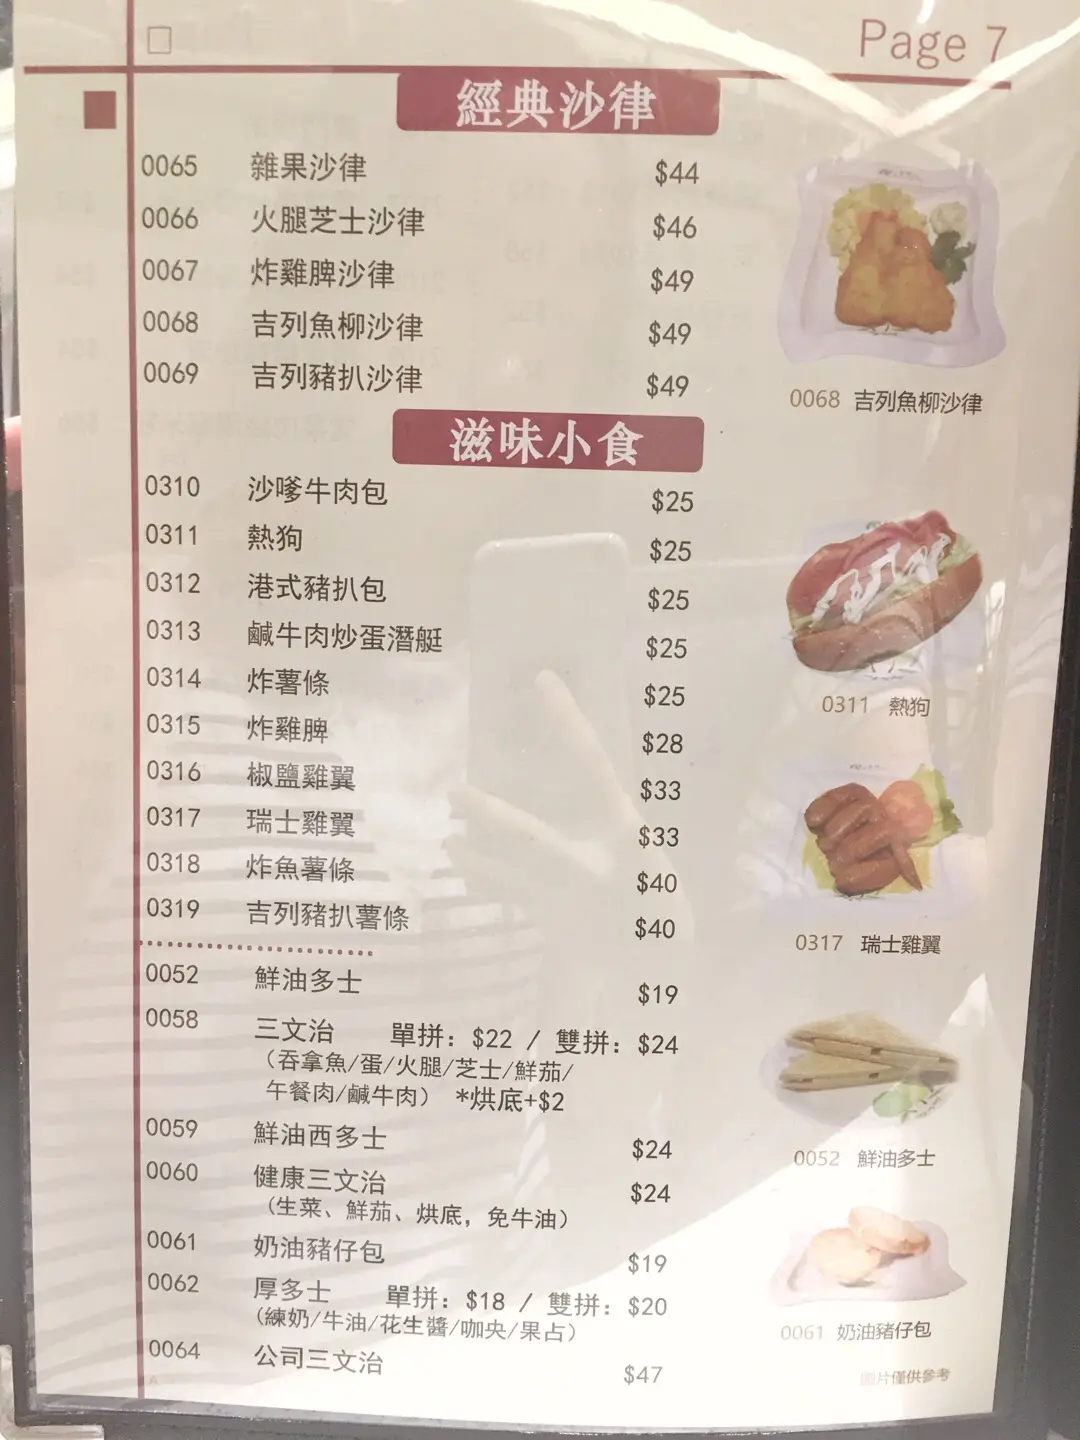 Page 7
經典沙律
0065 雜果沙律 $44
0066 火腿芝士沙律 $46
0067 炸雞脾沙律 $49
0068 吉列魚柳沙律 $49
0069 吉列豬扒沙律 $49
0068 吉列魚柳沙律
滋味小食
0310 沙嗲牛肉包 $25
0311 熱狗 $25
0312 港式豬扒包 $25
0313 鹹牛肉炒蛋潛艇 $25
0314 炸薯條 $25
0315 炸雞脾 $28
0316 椒鹽雞翼 $33
0317 瑞士雞翼 $33
0318 炸魚薯條 $40
0319 吉列豬扒薯條 $40
0311 熱狗
0317 瑞士雞翼
0052 鮮油多士 $19
0058 三文治 單拼：$22 / 雙拼：$24
（吞拿魚/蛋/火腿/芝士/鮮茄/
午餐肉/鹹牛肉） *烘底+$2
0059 鮮油西多士 $24
0060 健康三文治 $24
（生菜、鮮茄、烘底，免牛油）
0061 奶油豬仔包 $19
0062 厚多士 單拼：$18 / 雙拼：$20
（練奶/牛油/花生醬/咖央/果占）
0064 公司三文治 $47
0052 鮮油多士
0061 奶油豬仔包
圖片僅供參考
A